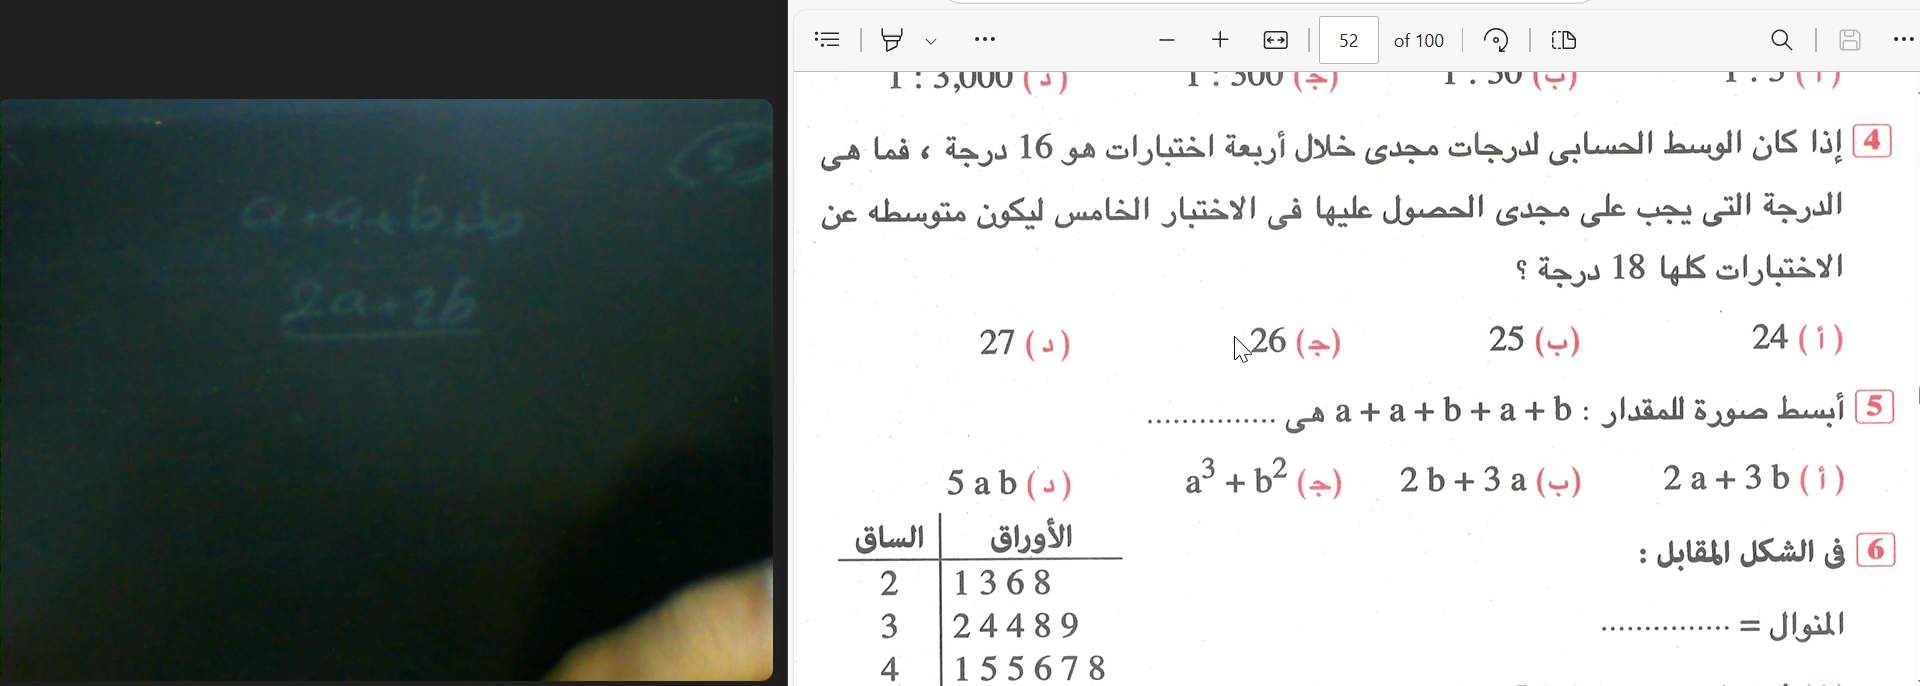 52 of 100
(أ) 1 : 5 (ب) 1 : 50 (جـ) 1 : 500 (د) 1 : 3,000
4 إذا كان الوسط الحسابى لدرجات مجدى خلال أربعة اختبارات هو 16 درجة ، فما هى
الدرجة التى يجب على مجدى الحصول عليها فى الاختبار الخامس ليكون متوسطه عن
الاختبارات كلها 18 درجة ؟
(أ) 24 (ب) 25 (جـ) 26 (د) 27
5 أبسط صورة للمقدار : a + a + b + a + b هى ...............
(أ) 2 a + 3 b (ب) 2 b + 3 a (جـ) a³ + b² (د) 5 a b
6 فى الشكل المقابل :
المنوال = ...............
الساق | الأوراق
2 | 1 3 6 8
3 | 2 4 4 8 9
4 | 1 5 5 6 7 8
5
a+a+b+b
2a+2b